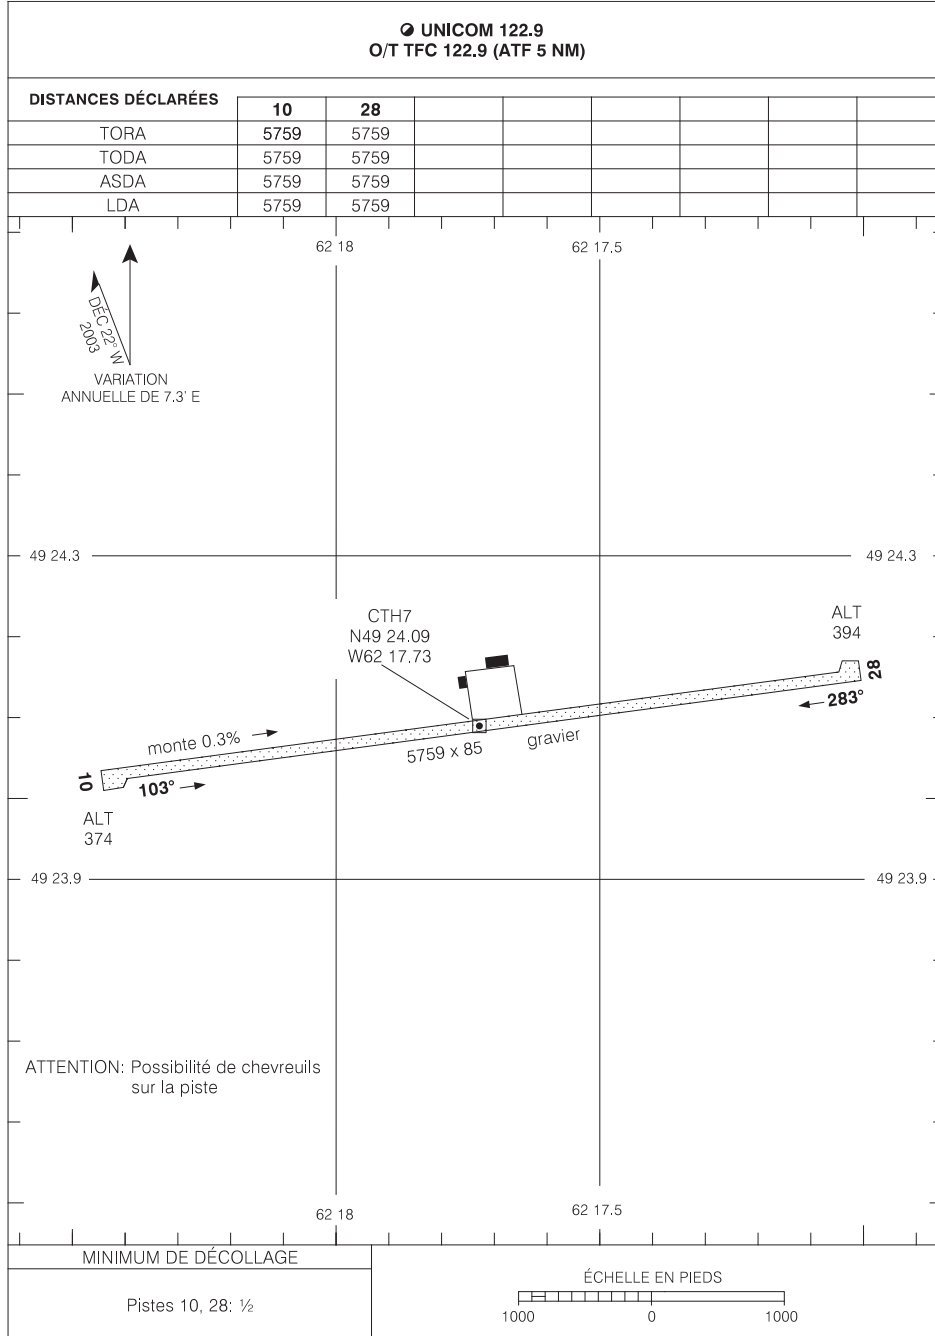 UNICOM 122.9
O/T TFC 122.9 (ATF 5 NM)
DISTANCES DÉCLARÉES
10 28
TORA 5759 5759
TODA 5759 5759
ASDA 5759 5759
LDA 5759 5759
62 18 62 17.5
DÉC 22° W
2003
VARIATION
ANNUELLE DE 7.3' E
49 24.3 49 24.3
CTH7
N49 24.09
W62 17.73
ALT
394
28
283°
monte 0.3%
5759 x 85
gravier
10
103°
ALT
374
49 23.9 49 23.9
ATTENTION: Possibilité de chevreuils
sur la piste
62 18 62 17.5
MINIMUM DE DÉCOLLAGE
Pistes 10, 28: ½
ÉCHELLE EN PIEDS
1000 0 1000